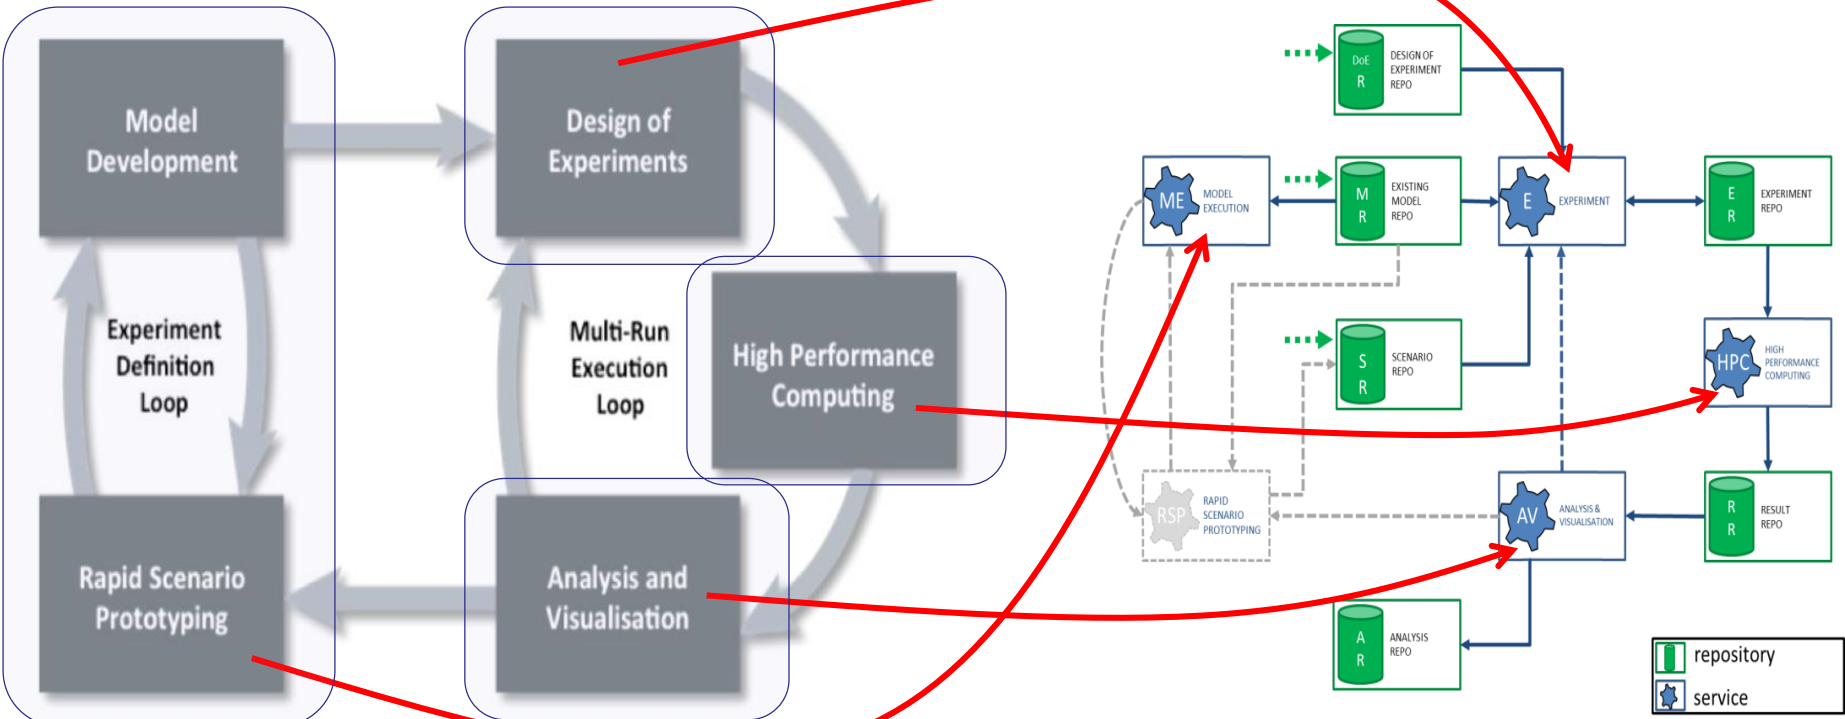 Model
Development
Design of
Experiments
Experiment
Definition
Loop
Multi-Run
Execution
Loop
High Performance
Computing
Rapid Scenario
Prototyping
Analysis and
Visualisation
DoE
R
DESIGN OF
EXPERIMENT
REPO
ME
MODEL
EXECUTION
M
R
EXISTING
MODEL
REPO
E
EXPERIMENT
E
R
EXPERIMENT
REPO
S
R
SCENARIO
REPO
HPC
HIGH
PERFORMANCE
COMPUTING
RSP
RAPID
SCENARIO
PROTOTYPING
AV
ANALYSIS &
VISUALISATION
R
R
RESULT
REPO
A
R
ANALYSIS
REPO
repository
service